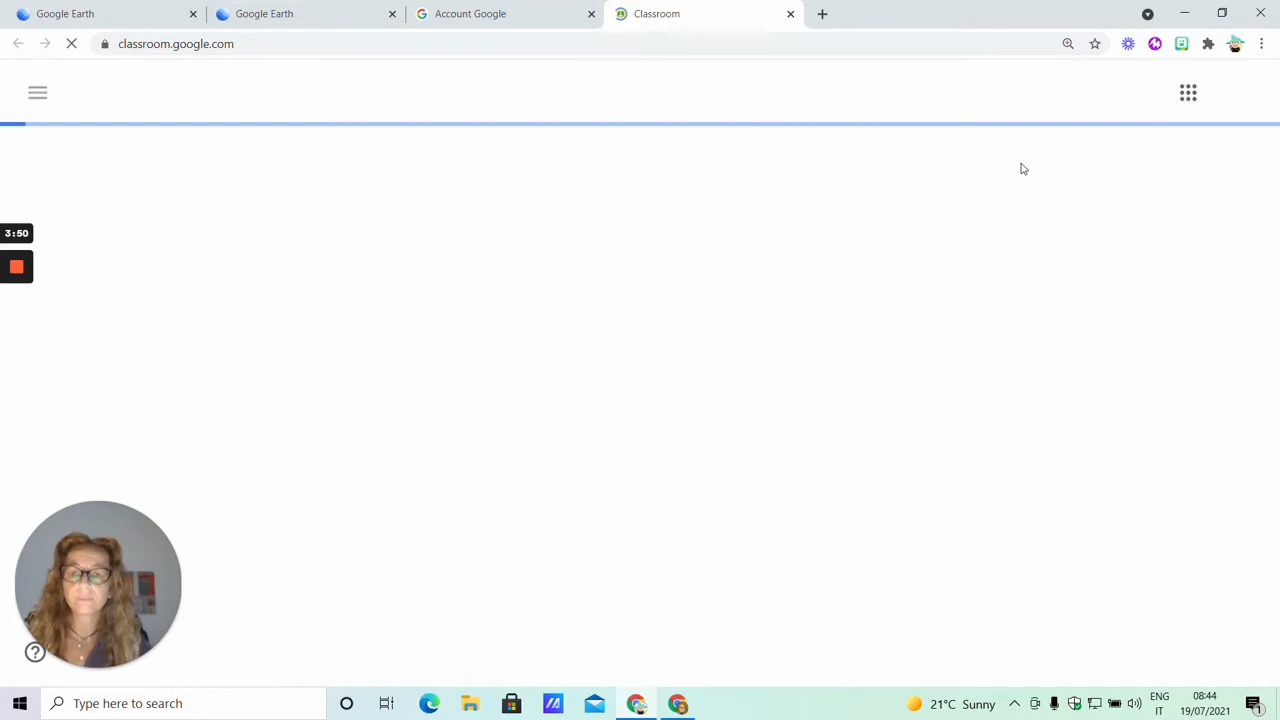 Google Earth
Google Earth
Account Google
Classroom
classroom.google.com
3:50
Type here to search
21°C Sunny
ENG
IT
08:44
19/07/2021
1